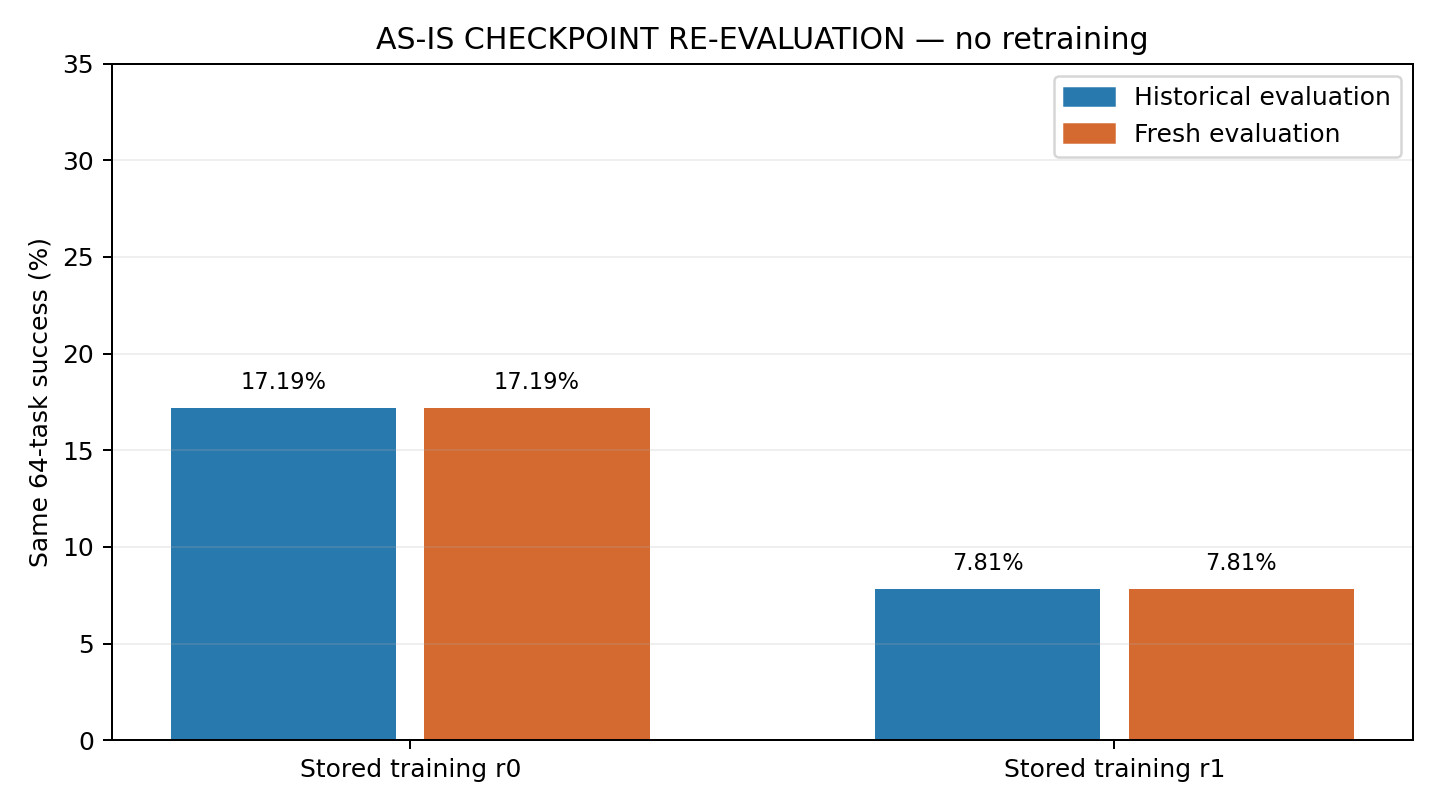 AS-IS CHECKPOINT RE-EVALUATION — no retraining
Historical evaluation
Fresh evaluation
Same 64-task success (%)
35
30
25
20
15
10
5
0
17.19%
17.19%
7.81%
7.81%
Stored training r0
Stored training r1